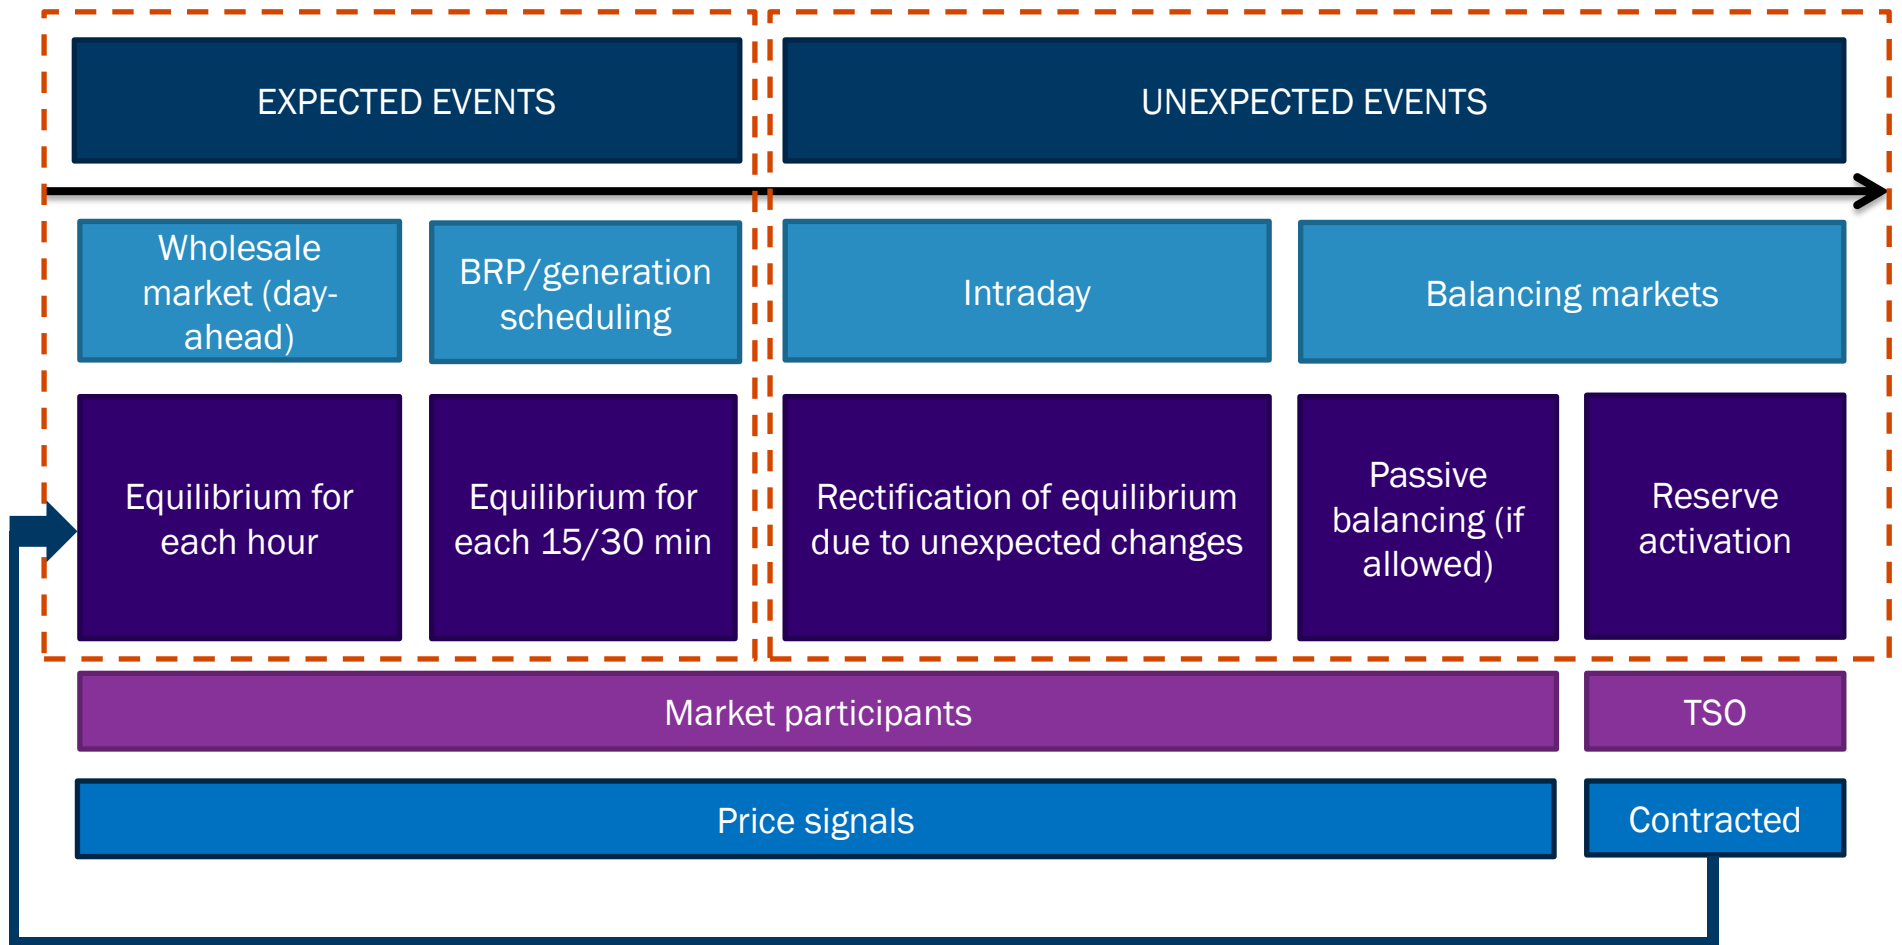 EXPECTED EVENTS
UNEXPECTED EVENTS
Wholesale
market (day-
ahead)
BRP/generation
scheduling
Intraday
Balancing markets
Equilibrium for
each hour
Equilibrium for
each 15/30 min
Rectification of equilibrium
due to unexpected changes
Passive
balancing (if
allowed)
Reserve
activation
Market participants
TSO
Price signals
Contracted